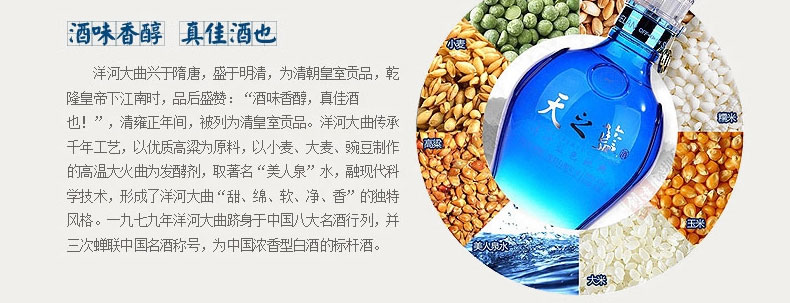 酒味香醇 真佳酒也
洋河大曲兴于隋唐，盛于明清，为清朝皇室贡品，乾
隆皇帝下江南时，品后盛赞：“酒味香醇，真佳酒
也！”，清雍正年间，被列为清皇室贡品。洋河大曲传承
千年工艺，以优质高粱为原料，以小麦、大麦、豌豆制作
的高温大火曲为发酵剂，取著名“美人泉”水，融现代科
学技术，形成了洋河大曲“甜、绵、软、净、香”的独特
风格。一九七九年洋河大曲跻身于中国八大名酒行列，并
三次蝉联中国名酒称号，为中国浓香型白酒的标杆酒。
小麦
高粱
美人泉水
大米
玉米
糯米
天之蓝